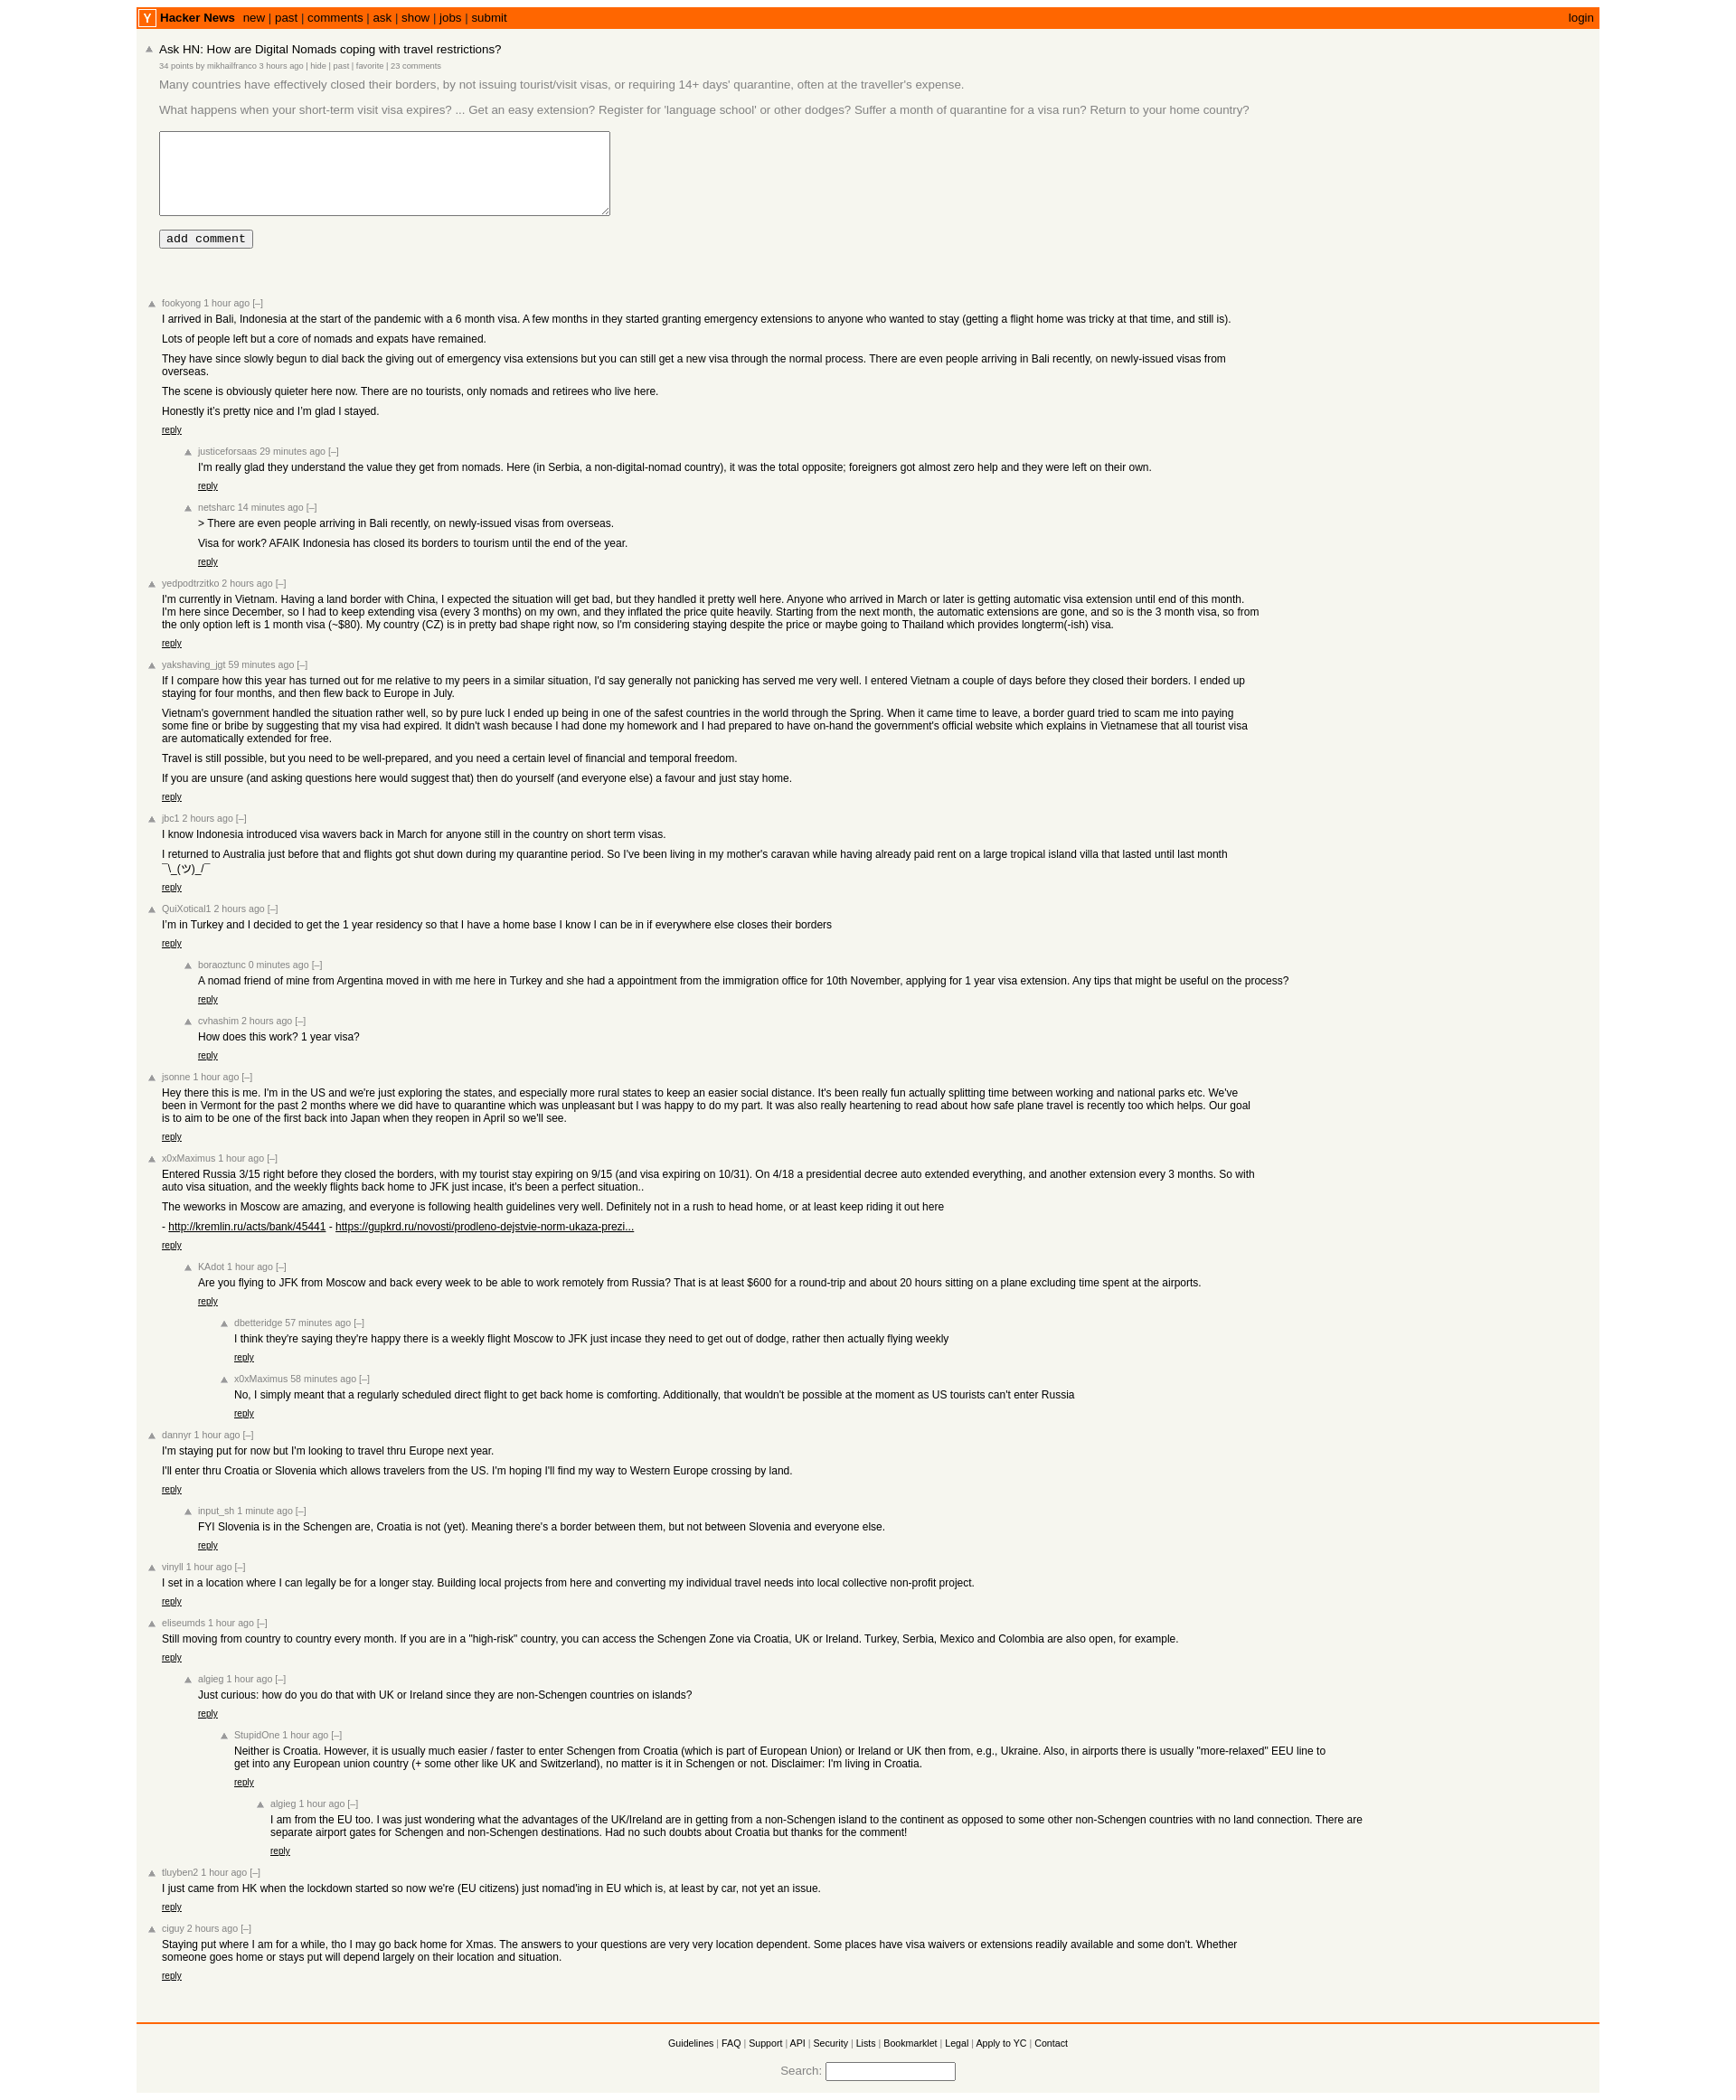 Y Hacker News new | past | comments | ask | show | jobs | submit login
Ask HN: How are Digital Nomads coping with travel restrictions?
34 points by mikhailfranco 3 hours ago | hide | past | favorite | 23 comments
Many countries have effectively closed their borders, by not issuing tourist/visit visas, or requiring 14+ days' quarantine, often at the traveller's expense.
What happens when your short-term visit visa expires? ... Get an easy extension? Register for 'language school' or other dodges? Suffer a month of quarantine for a visa run? Return to your home country?
add comment
fookyong 1 hour ago [–]
I arrived in Bali, Indonesia at the start of the pandemic with a 6 month visa. A few months in they started granting emergency extensions to anyone who wanted to stay (getting a flight home was tricky at that time, and still is).
Lots of people left but a core of nomads and expats have remained.
They have since slowly begun to dial back the giving out of emergency visa extensions but you can still get a new visa through the normal process. There are even people arriving in Bali recently, on newly-issued visas from
overseas.
The scene is obviously quieter here now. There are no tourists, only nomads and retirees who live here.
Honestly it's pretty nice and I'm glad I stayed.
reply
justiceforsaas 29 minutes ago [–]
I'm really glad they understand the value they get from nomads. Here (in Serbia, a non-digital-nomad country), it was the total opposite; foreigners got almost zero help and they were left on their own.
reply
netsharc 14 minutes ago [–]
> There are even people arriving in Bali recently, on newly-issued visas from overseas.
Visa for work? AFAIK Indonesia has closed its borders to tourism until the end of the year.
reply
yedpodtrzitko 2 hours ago [–]
I'm currently in Vietnam. Having a land border with China, I expected the situation will get bad, but they handled it pretty well here. Anyone who arrived in March or later is getting automatic visa extension until end of this month.
I'm here since December, so I had to keep extending visa (every 3 months) on my own, and they inflated the price quite heavily. Starting from the next month, the automatic extensions are gone, and so is the 3 month visa, so from
the only option left is 1 month visa (~$80). My country (CZ) is in pretty bad shape right now, so I'm considering staying despite the price or maybe going to Thailand which provides longterm(-ish) visa.
reply
yakshaving_jgt 59 minutes ago [–]
If I compare how this year has turned out for me relative to my peers in a similar situation, I'd say generally not panicking has served me very well. I entered Vietnam a couple of days before they closed their borders. I ended up
staying for four months, and then flew back to Europe in July.
Vietnam's government handled the situation rather well, so by pure luck I ended up being in one of the safest countries in the world through the Spring. When it came time to leave, a border guard tried to scam me into paying
some fine or bribe by suggesting that my visa had expired. It didn't wash because I had done my homework and I had prepared to have on-hand the government's official website which explains in Vietnamese that all tourist visa
are automatically extended for free.
Travel is still possible, but you need to be well-prepared, and you need a certain level of financial and temporal freedom.
If you are unsure (and asking questions here would suggest that) then do yourself (and everyone else) a favour and just stay home.
reply
jbc1 2 hours ago [–]
I know Indonesia introduced visa wavers back in March for anyone still in the country on short term visas.
I returned to Australia just before that and flights got shut down during my quarantine period. So I've been living in my mother's caravan while having already paid rent on a large tropical island villa that lasted until last month
¯\_(ツ)_/¯
reply
QuiXotical1 2 hours ago [–]
I'm in Turkey and I decided to get the 1 year residency so that I have a home base I know I can be in if everywhere else closes their borders
reply
boraoztunc 0 minutes ago [–]
A nomad friend of mine from Argentina moved in with me here in Turkey and she had a appointment from the immigration office for 10th November, applying for 1 year visa extension. Any tips that might be useful on the process?
reply
cvhashim 2 hours ago [–]
How does this work? 1 year visa?
reply
jsonne 1 hour ago [–]
Hey there this is me. I'm in the US and we're just exploring the states, and especially more rural states to keep an easier social distance. It's been really fun actually splitting time between working and national parks etc. We've
been in Vermont for the past 2 months where we did have to quarantine which was unpleasant but I was happy to do my part. It was also really heartening to read about how safe plane travel is recently too which helps. Our goal
is to aim to be one of the first back into Japan when they reopen in April so we'll see.
reply
x0xMaximus 1 hour ago [–]
Entered Russia 3/15 right before they closed the borders, with my tourist stay expiring on 9/15 (and visa expiring on 10/31). On 4/18 a presidential decree auto extended everything, and another extension every 3 months. So with
auto visa situation, and the weekly flights back home to JFK just incase, it's been a perfect situation..
The weworks in Moscow are amazing, and everyone is following health guidelines very well. Definitely not in a rush to head home, or at least keep riding it out here
- http://kremlin.ru/acts/bank/45441 - https://gupkrd.ru/novosti/prodleno-dejstvie-norm-ukaza-prezi...
reply
KAdot 1 hour ago [–]
Are you flying to JFK from Moscow and back every week to be able to work remotely from Russia? That is at least $600 for a round-trip and about 20 hours sitting on a plane excluding time spent at the airports.
reply
dbetteridge 57 minutes ago [–]
I think they're saying they're happy there is a weekly flight Moscow to JFK just incase they need to get out of dodge, rather then actually flying weekly
reply
x0xMaximus 58 minutes ago [–]
No, I simply meant that a regularly scheduled direct flight to get back home is comforting. Additionally, that wouldn't be possible at the moment as US tourists can't enter Russia
reply
dannyr 1 hour ago [–]
I'm staying put for now but I'm looking to travel thru Europe next year.
I'll enter thru Croatia or Slovenia which allows travelers from the US. I'm hoping I'll find my way to Western Europe crossing by land.
reply
input_sh 1 minute ago [–]
FYI Slovenia is in the Schengen are, Croatia is not (yet). Meaning there's a border between them, but not between Slovenia and everyone else.
reply
vinyll 1 hour ago [–]
I set in a location where I can legally be for a longer stay. Building local projects from here and converting my individual travel needs into local collective non-profit project.
reply
eliseumds 1 hour ago [–]
Still moving from country to country every month. If you are in a "high-risk" country, you can access the Schengen Zone via Croatia, UK or Ireland. Turkey, Serbia, Mexico and Colombia are also open, for example.
reply
algieg 1 hour ago [–]
Just curious: how do you do that with UK or Ireland since they are non-Schengen countries on islands?
reply
StupidOne 1 hour ago [–]
Neither is Croatia. However, it is usually much easier / faster to enter Schengen from Croatia (which is part of European Union) or Ireland or UK then from, e.g., Ukraine. Also, in airports there is usually "more-relaxed" EEU line to
get into any European union country (+ some other like UK and Switzerland), no matter is it in Schengen or not. Disclaimer: I'm living in Croatia.
reply
algieg 1 hour ago [–]
I am from the EU too. I was just wondering what the advantages of the UK/Ireland are in getting from a non-Schengen island to the continent as opposed to some other non-Schengen countries with no land connection. There are
separate airport gates for Schengen and non-Schengen destinations. Had no such doubts about Croatia but thanks for the comment!
reply
tluyben2 1 hour ago [–]
I just came from HK when the lockdown started so now we're (EU citizens) just nomad'ing in EU which is, at least by car, not yet an issue.
reply
ciguy 2 hours ago [–]
Staying put where I am for a while, tho I may go back home for Xmas. The answers to your questions are very very location dependent. Some places have visa waivers or extensions readily available and some don't. Whether
someone goes home or stays put will depend largely on their location and situation.
reply
Guidelines | FAQ | Support | API | Security | Lists | Bookmarklet | Legal | Apply to YC | Contact
Search: